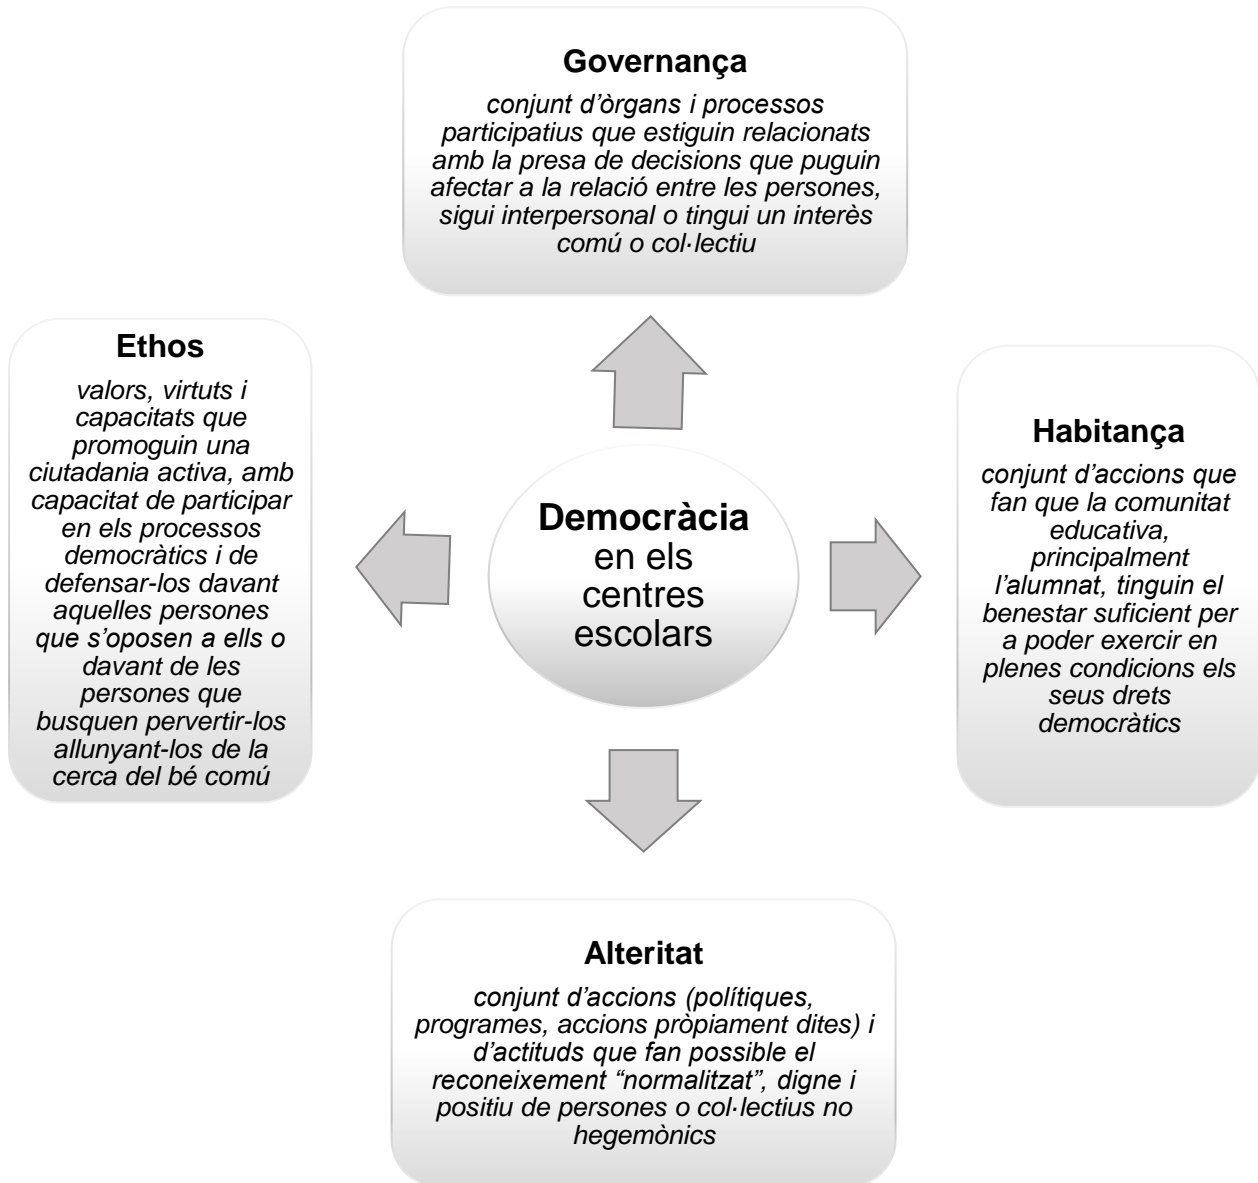 Governança
conjunt d’òrgans i processos
participatius que estiguin relacionats
amb la presa de decisions que puguin
afectar a la relació entre les persones,
sigui interpersonal o tingui un interès
comú o col·lectiu
Ethos
valors, virtuts i
capacitats que
promoguin una
ciutadania activa, amb
capacitat de participar
en els processos
democràtics i de
defensar-los davant
aquelles persones
que s’oposen a ells o
davant de les
persones que
busquen pervertir-los
allunyant-los de la
cerca del bé comú
Democràcia
en els
centres
escolars
Habitança
conjunt d’accions que
fan que la comunitat
educativa,
principalment
l’alumnat, tinguin el
benestar suficient per
a poder exercir en
plenes condicions els
seus drets
democràtics
Alteritat
conjunt d’accions (polítiques,
programes, accions pròpiament dites) i
d’actituds que fan possible el
reconeixement “normalitzat”, digne i
positiu de persones o col·lectius no
hegemònics